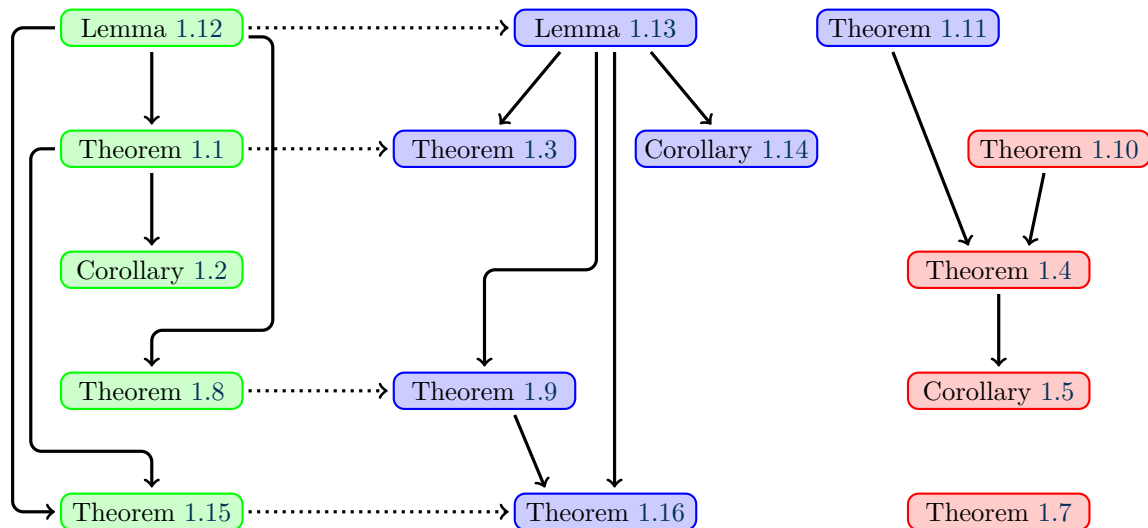 Lemma 1.12
Lemma 1.13
Theorem 1.11
Theorem 1.1
Theorem 1.3
Corollary 1.14
Theorem 1.10
Corollary 1.2
Theorem 1.4
Theorem 1.8
Theorem 1.9
Corollary 1.5
Theorem 1.15
Theorem 1.16
Theorem 1.7